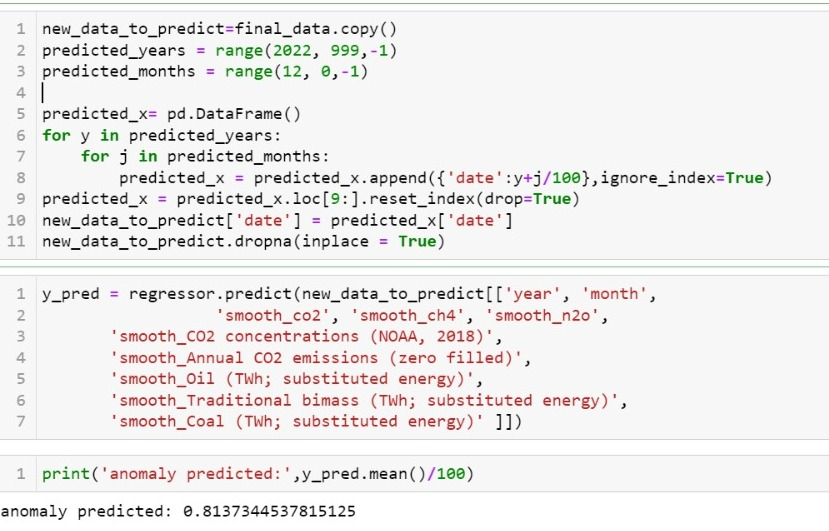 1 new_data_to_predict=final_data.copy()
2 predicted_years = range(2022, 999,-1)
3 predicted_months = range(12, 0,-1)
4
5 predicted_x= pd.DataFrame()
6 for y in predicted_years:
7     for j in predicted_months:
8         predicted_x = predicted_x.append({'date':y+j/100},ignore_index=True)
9 predicted_x = predicted_x.loc[9:].reset_index(drop=True)
10 new_data_to_predict['date'] = predicted_x['date']
11 new_data_to_predict.dropna(inplace = True)
1 y_pred = regressor.predict(new_data_to_predict[['year', 'month',
2                  'smooth_co2', 'smooth_ch4', 'smooth_n2o',
3        'smooth_CO2 concentrations (NOAA, 2018)',
4        'smooth_Annual CO2 emissions (zero filled)',
5        'smooth_Oil (TWh; substituted energy)',
6        'smooth_Traditional bimass (TWh; substituted energy)',
7        'smooth_Coal (TWh; substituted energy)' ]])
1 print('anomaly predicted:',y_pred.mean()/100)
anomaly predicted: 0.8137344537815125